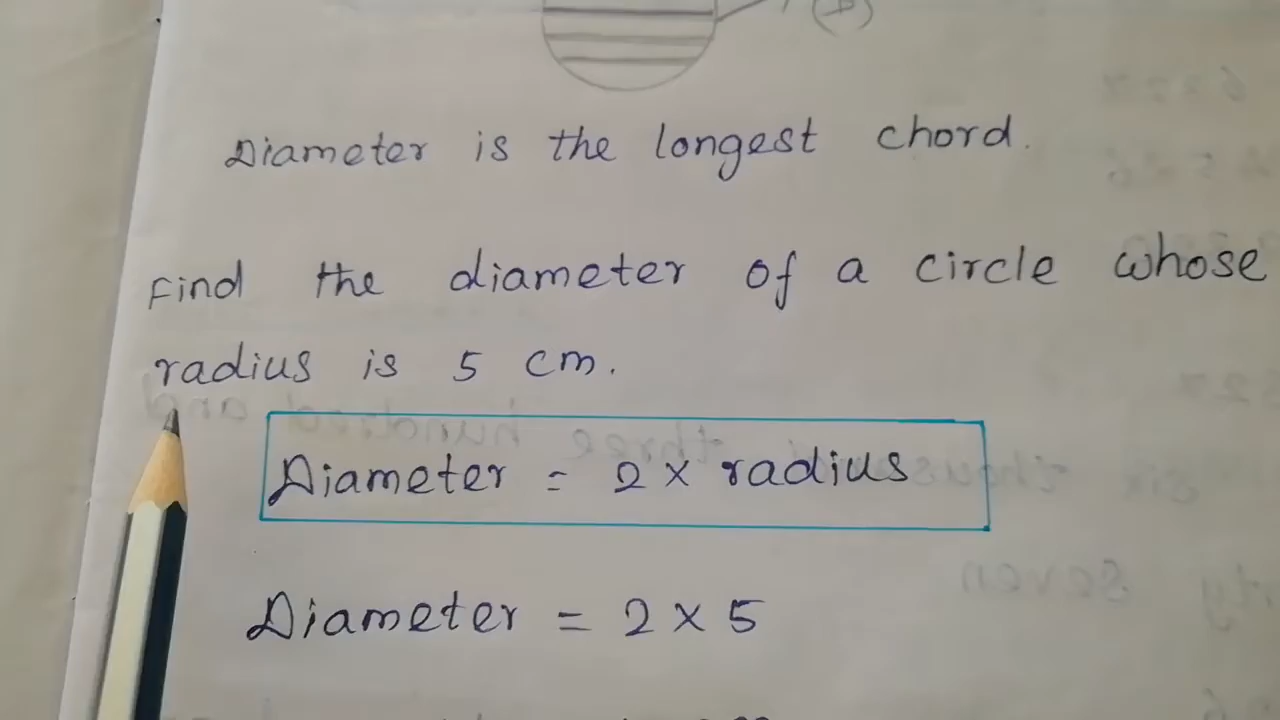 Diameter is the longest chord.
Find the diameter of a circle whose
radius is 5 cm.
Diameter = 2 x radius
Diameter = 2 x 5